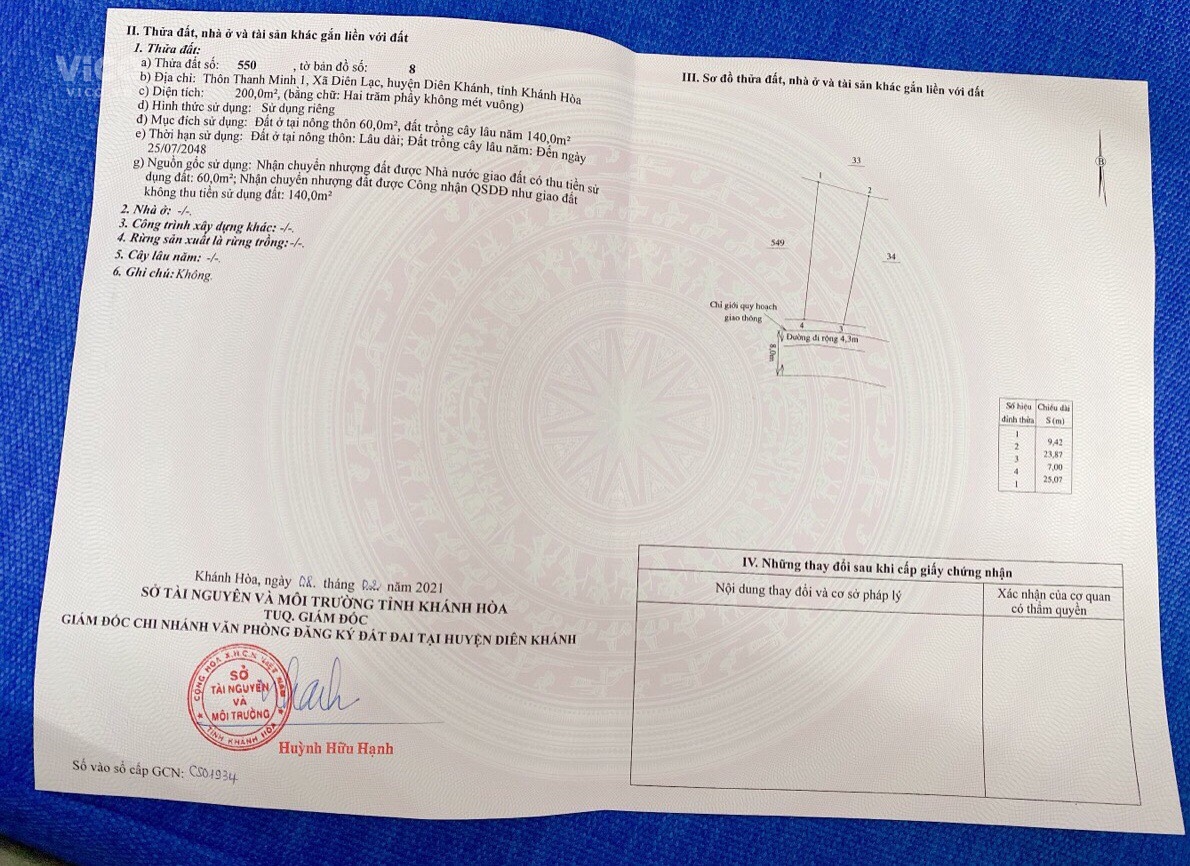 II. Thửa đất, nhà ở và tài sản khác gắn liền với đất
1. Thửa đất:
a) Thửa đất số: 550 , tờ bản đồ số: 8
b) Địa chỉ: Thôn Thanh Minh 1, Xã Diên Lạc, huyện Diên Khánh, tỉnh Khánh Hòa
c) Diện tích: 200,0m², (bằng chữ: Hai trăm phẩy không mét vuông)
d) Hình thức sử dụng: Sử dụng riêng
đ) Mục đích sử dụng: Đất ở tại nông thôn 60,0m², đất trồng cây lâu năm 140,0m²
e) Thời hạn sử dụng: Đất ở tại nông thôn: Lâu dài; Đất trồng cây lâu năm: Đến ngày
25/07/2048
g) Nguồn gốc sử dụng: Nhận chuyển nhượng đất được Nhà nước giao đất có thu tiền sử
dụng đất: 60,0m²; Nhận chuyển nhượng đất được Công nhận QSDĐ như giao đất
không thu tiền sử dụng đất: 140,0m²
2. Nhà ở: -/-.
3. Công trình xây dựng khác: -/-.
4. Rừng sản xuất là rừng trồng: -/-.
5. Cây lâu năm: -/-.
6. Ghi chú: Không.
Khánh Hòa, ngày 08 tháng 02 năm 2021
SỞ TÀI NGUYÊN VÀ MÔI TRƯỜNG TỈNH KHÁNH HÒA
TUQ. GIÁM ĐỐC
GIÁM ĐỐC CHI NHÁNH VĂN PHÒNG ĐĂNG KÝ ĐẤT ĐAI TẠI HUYỆN DIÊN KHÁNH
CỘNG HÒA X.H.C.N VIỆT NAM
SỞ
TÀI NGUYÊN
VÀ
MÔI TRƯỜNG
TỈNH KHÁNH HÒA
Huỳnh Hữu Hạnh
Số vào sổ cấp GCN: CS01934
III. Sơ đồ thửa đất, nhà ở và tài sản khác gắn liền với đất
B
33
1
2
549
34
Chỉ giới quy hoạch
giao thông
4
3
Đường đi rộng 4,3m
8.0m
Số hiệu đỉnh thửa Chiều dài S (m)
1
9,42
2
23,87
3
7,00
4
25,07
1
IV. Những thay đổi sau khi cấp giấy chứng nhận
Nội dung thay đổi và cơ sở pháp lý
Xác nhận của cơ quan
có thẩm quyền